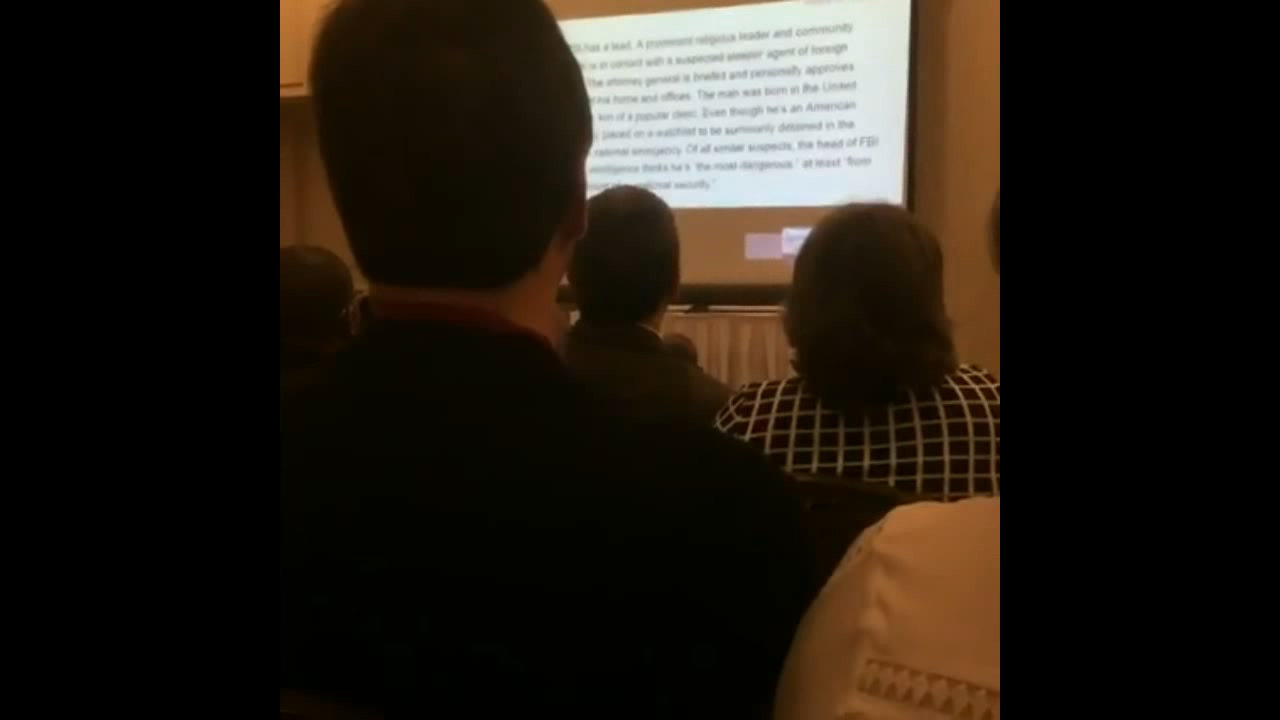 has a lead. A prominent religious leader and community
is in contact with a suspected sleeper agent of foreign
The attorney general is briefed and personally approves
his home and offices. The man was born in the United
son of a popular cleric. Even though he's an American
placed on a watchlist to be summarily detained in the
national emergency. Of all similar suspects, the head of FBI
intelligence thinks he's "the most dangerous," at least "from
national security."